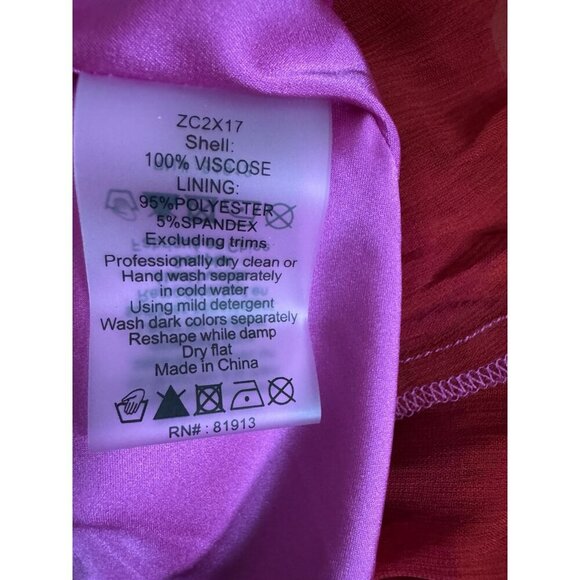 ZC2X17
Shell:
100% VISCOSE
LINING:
95%POLYESTER
5%SPANDEX
Excluding trims
Professionally dry clean or
Hand wash separately
in cold water
Using mild detergent
Wash dark colors separately
Reshape while damp
Dry flat
Made in China
RN# : 81913